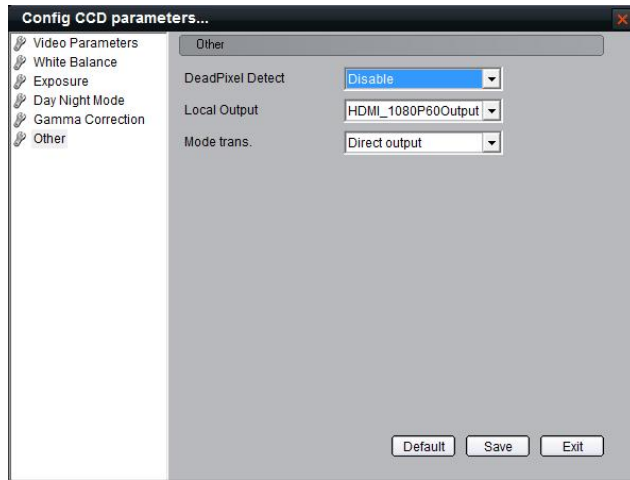 Config CCD parameters...
Video Parameters
White Balance
Exposure
Day Night Mode
Gamma Correction
Other
Other
DeadPixel Detect
Disable
Local Output
HDMI_1080P60Output
Mode trans.
Direct output
Default
Save
Exit